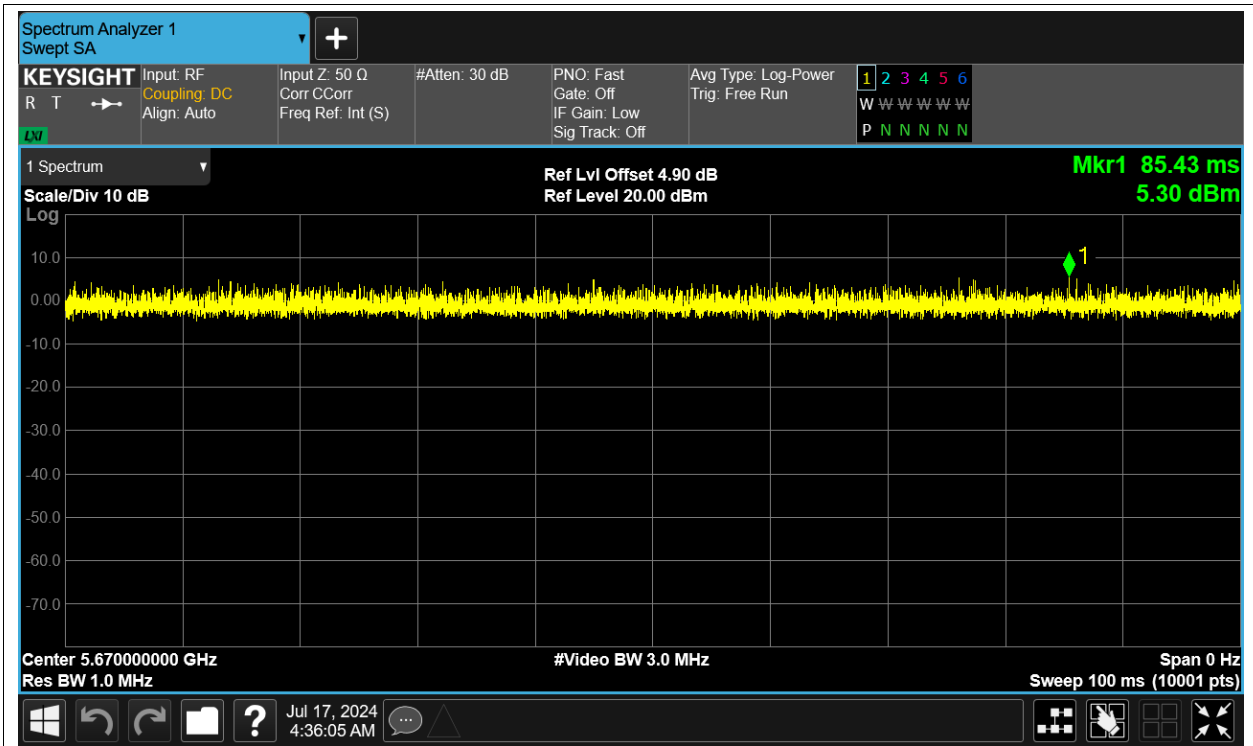 Spectrum Analyzer 1
Swept SA
+
KEYSIGHT
R T
LXI
Input: RF
Coupling: DC
Align: Auto
Input Z: 50 Ω
Corr CCorr
Freq Ref: Int (S)
#Atten: 30 dB
PNO: Fast
Gate: Off
IF Gain: Low
Sig Track: Off
Avg Type: Log-Power
Trig: Free Run
1 2 3 4 5 6
W W W W W W
P N N N N N
1 Spectrum
Scale/Div 10 dB
Log
Ref Lvl Offset 4.90 dB
Ref Level 20.00 dBm
Mkr1 85.43 ms
5.30 dBm
1
10.0
0.00
-10.0
-20.0
-30.0
-40.0
-50.0
-60.0
-70.0
Center 5.670000000 GHz
#Video BW 3.0 MHz
Span 0 Hz
Res BW 1.0 MHz
Sweep 100 ms (10001 pts)
?
Jul 17, 2024
4:36:05 AM